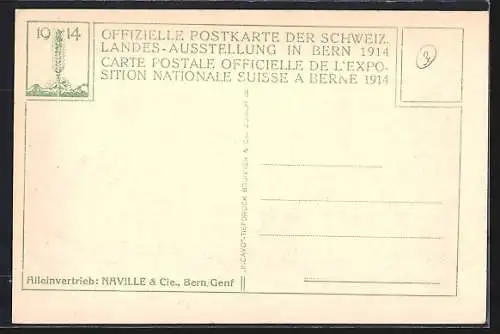 19 14
OFFIZIELLE POSTKARTE DER SCHWEIZ.
LANDES-AUSSTELLUNG IN BERN 1914
CARTE POSTALE OFFICIELLE DE L'EXPO-
SITION NATIONALE SUISSE A BERNE 1914
3
Alleinvertrieb: NAVILLE & Cie., Bern, Genf